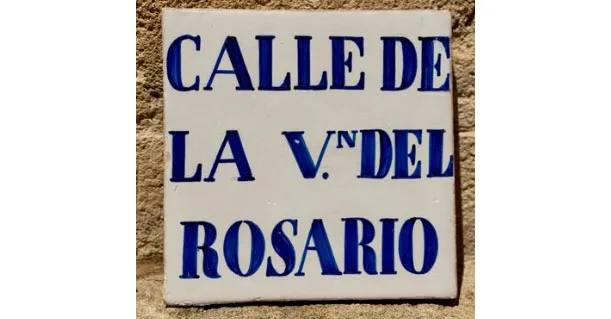 CALLE DE
LA V.ᴺ DEL
ROSARIO